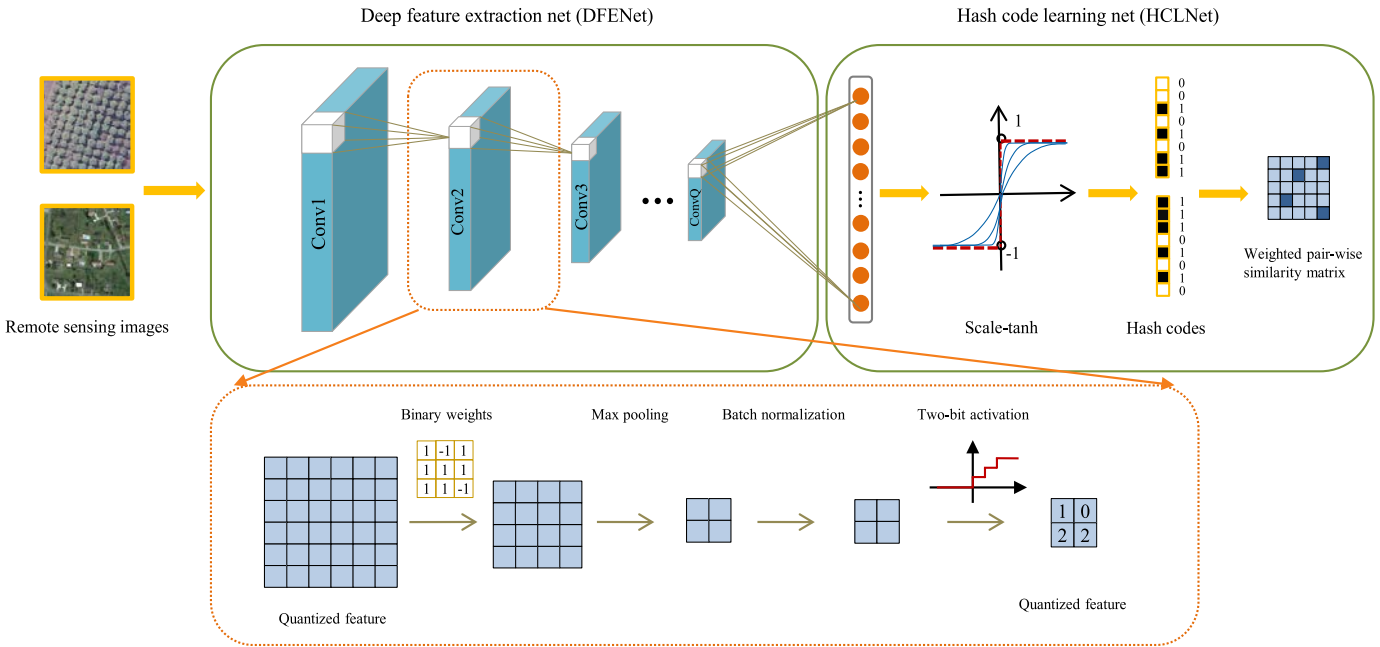 Deep feature extraction net (DFENet)
Hash code learning net (HCLNet)
Remote sensing images
Conv1
Conv2
Conv3
ConvQ
1
-1
Scale-tanh
0
0
1
0
1
0
1
1
1
1
1
0
1
0
1
0
Hash codes
Weighted pair-wise
similarity matrix
Binary weights
Max pooling
Batch normalization
Two-bit activation
1 -1 1
1 1 1
1 1 -1
1 0
2 2
Quantized feature
Quantized feature